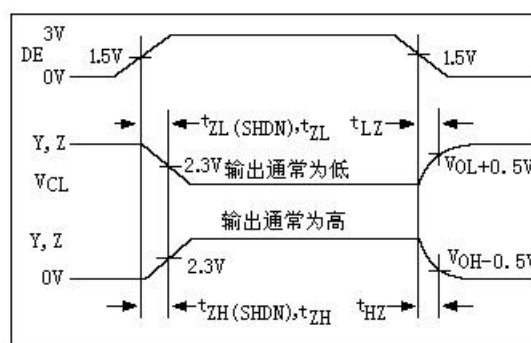 3V
DE
1.5V
1.5V
0V
tZL(SHDN),tZL
tLZ
Y,Z
2.3V
输出通常为低
VOL+0.5V
VCL
输出通常为高
Y,Z
2.3V
VOH-0.5V
0V
tZH(SHDN),tZH
tHZ